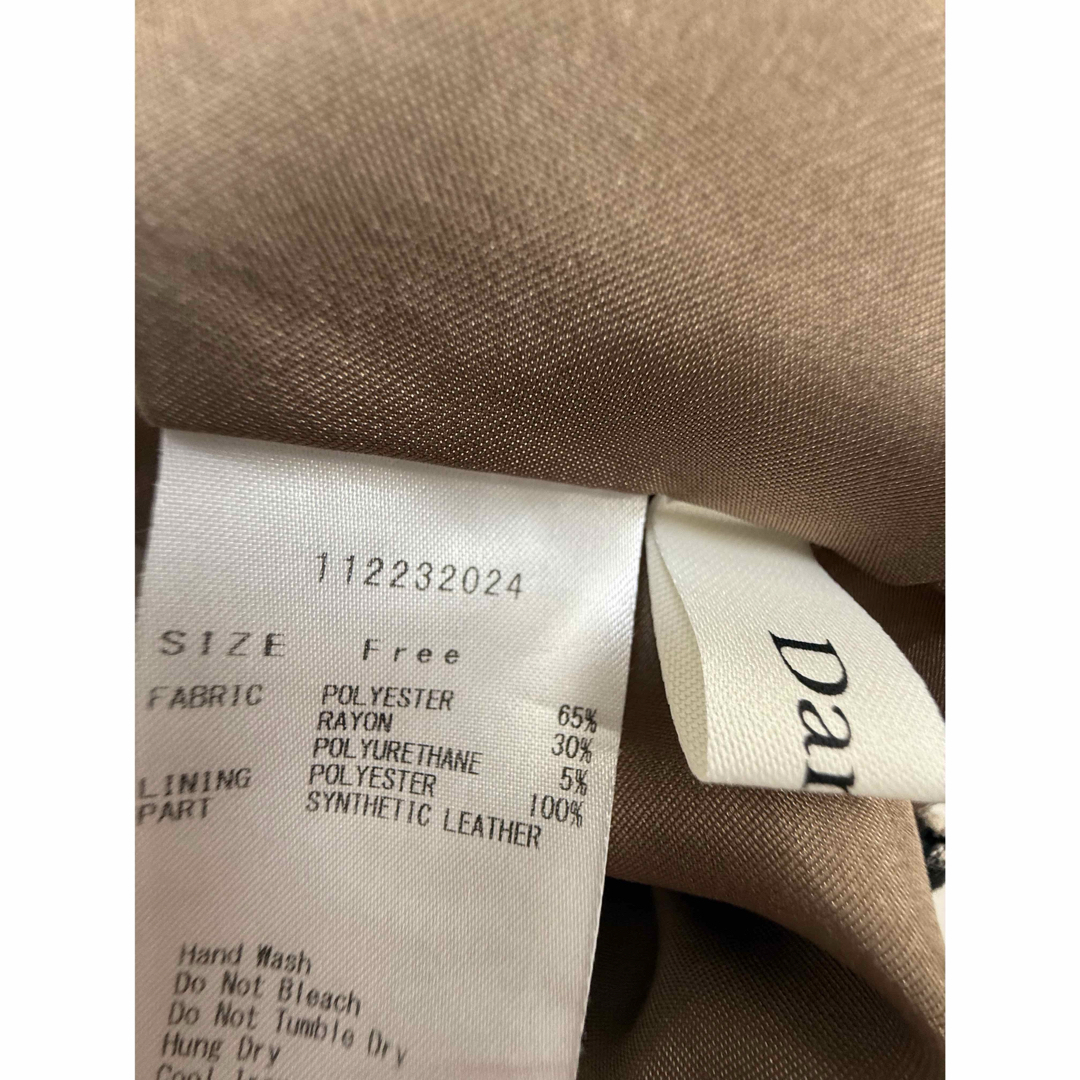 112232024
SIZE Free
FABRIC POLYESTER 65%
RAYON 30%
POLYURETHANE 5%
LINING POLYESTER 100%
PART SYNTHETIC LEATHER
Hand Wash
Do Not Bleach
Do Not Tumble Dry
Hung Dry
Cool